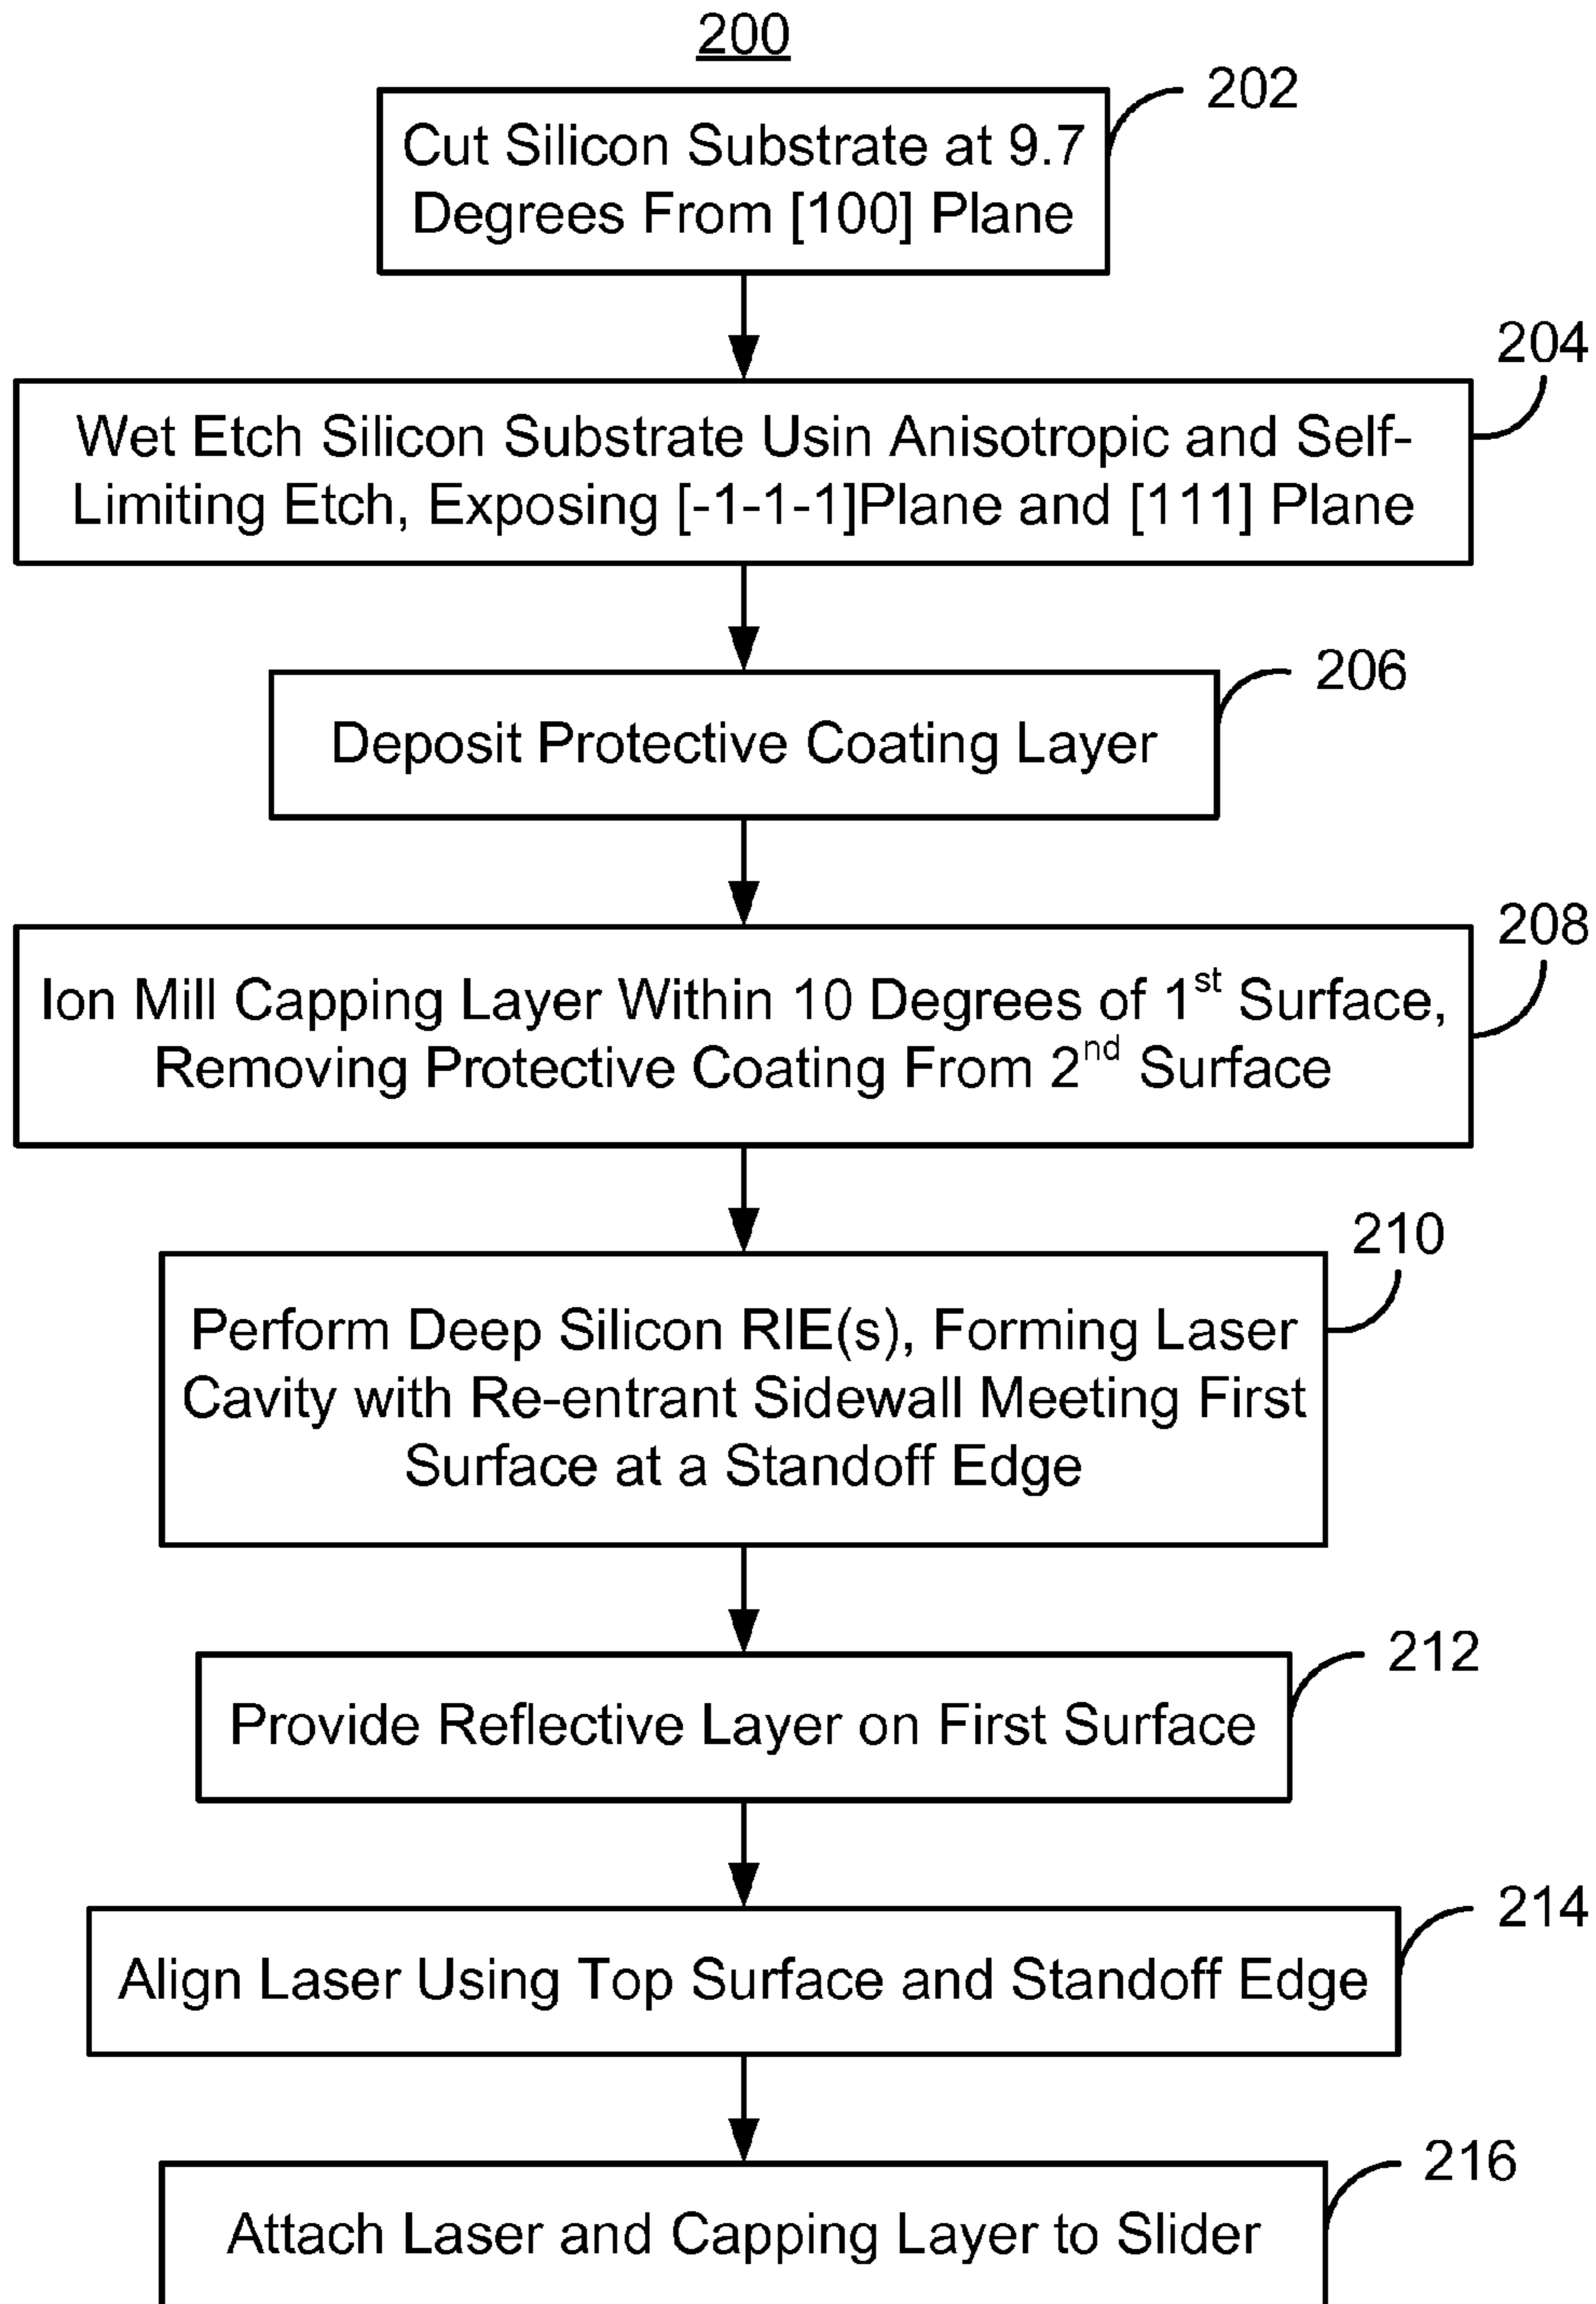 200
202
Cut Silicon Substrate at 9.7
Degrees From [100] Plane
204
Wet Etch Silicon Substrate Usin Anisotropic and Self-
Limiting Etch, Exposing [-1-1-1]Plane and [111] Plane
206
Deposit Protective Coating Layer
208
Ion Mill Capping Layer Within 10 Degrees of 1st Surface,
Removing Protective Coating From 2nd Surface
210
Perform Deep Silicon RIE(s), Forming Laser
Cavity with Re-entrant Sidewall Meeting First
Surface at a Standoff Edge
212
Provide Reflective Layer on First Surface
214
Align Laser Using Top Surface and Standoff Edge
216
Attach Laser and Capping Layer to Slider